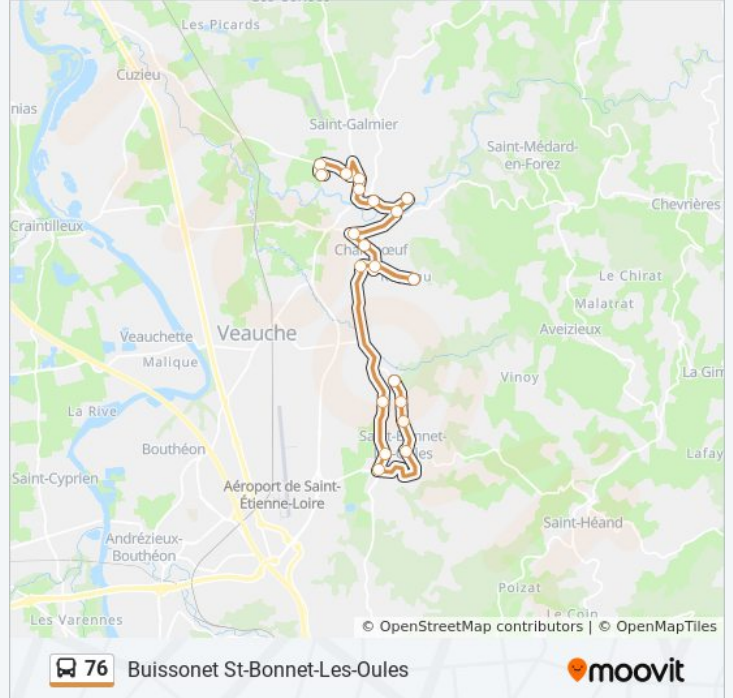 Les Picards
Cuzieu
nias
Saint-Galmier
Saint-Médard-
en-Forez
Chevrières
Craintilleux
Le Chirat
Malatrat
Veauche
Veauchette
Aveizieux
Malique
Vinoy
La Gim
La Rive
Bouthéon
Lafay
Saint-Cyprien
Aéroport de Saint-
Étienne-Loire
Saint-Héand
Andrézieux-
Bouthéon
Polzat
Le Coin
Les Varennes
© OpenStreetMap contributors | © OpenMapTiles
76 Buissonet St-Bonnet-Les-Oules
moovit